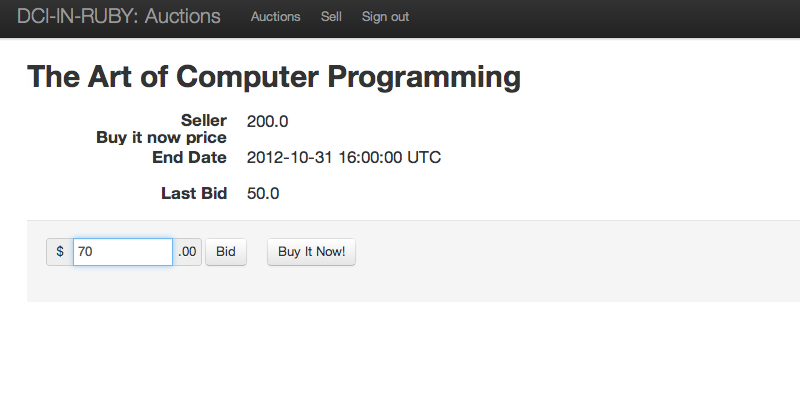 DCI-IN-RUBY: Auctions Auctions Sell Sign out
The Art of Computer Programming
Seller 200.0
Buy it now price
End Date 2012-10-31 16:00:00 UTC
Last Bid 50.0
$ 70 .00 Bid Buy It Now!